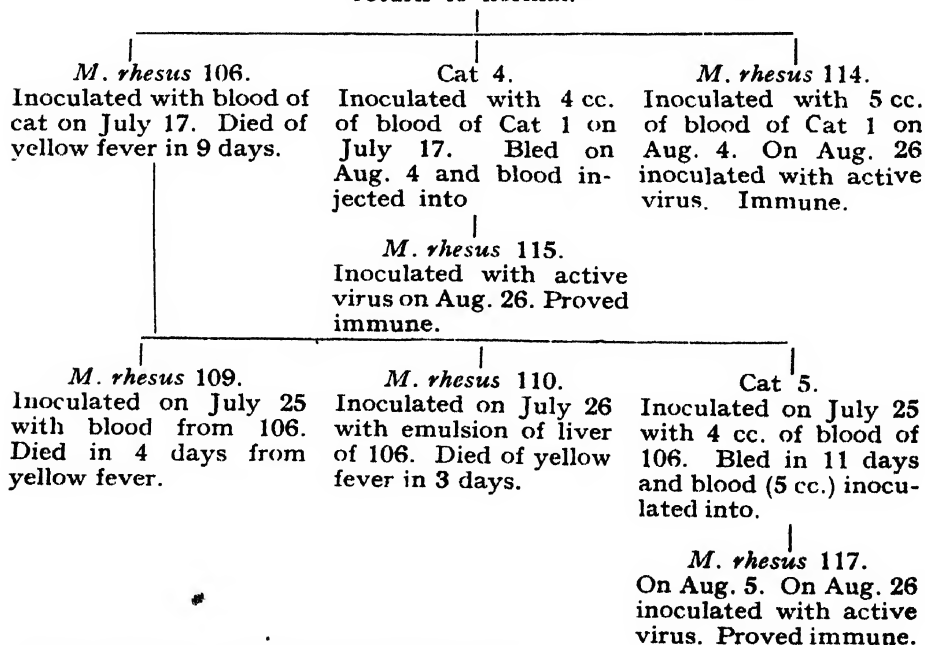 M. rhesus 106.
Inoculated with blood of
cat on July 17. Died of
yellow fever in 9 days.
Cat 4.
Inoculated with 4 cc.
of blood of Cat 1 on
July 17. Bled on
Aug. 4 and blood in-
jected into
M. rhesus 114.
Inoculated with 5 cc.
of blood of Cat 1 on
Aug. 4. On Aug. 26
inoculated with active
virus. Immune.
M. rhesus 115.
Inoculated with active
virus on Aug. 26. Proved
immune.
M. rhesus 109.
Inoculated on July 25
with blood from 106.
Died in 4 days from
yellow fever.
M. rhesus 110.
Inoculated on July 26
with emulsion of liver
of 106. Died of yellow
fever in 3 days.
Cat 5.
Inoculated on July 25
with 4 cc. of blood of
106. Bled in 11 days
and blood (5 cc.) inocu-
lated into.
M. rhesus 117.
On Aug. 5. On Aug. 26
inoculated with active
virus. Proved immune.